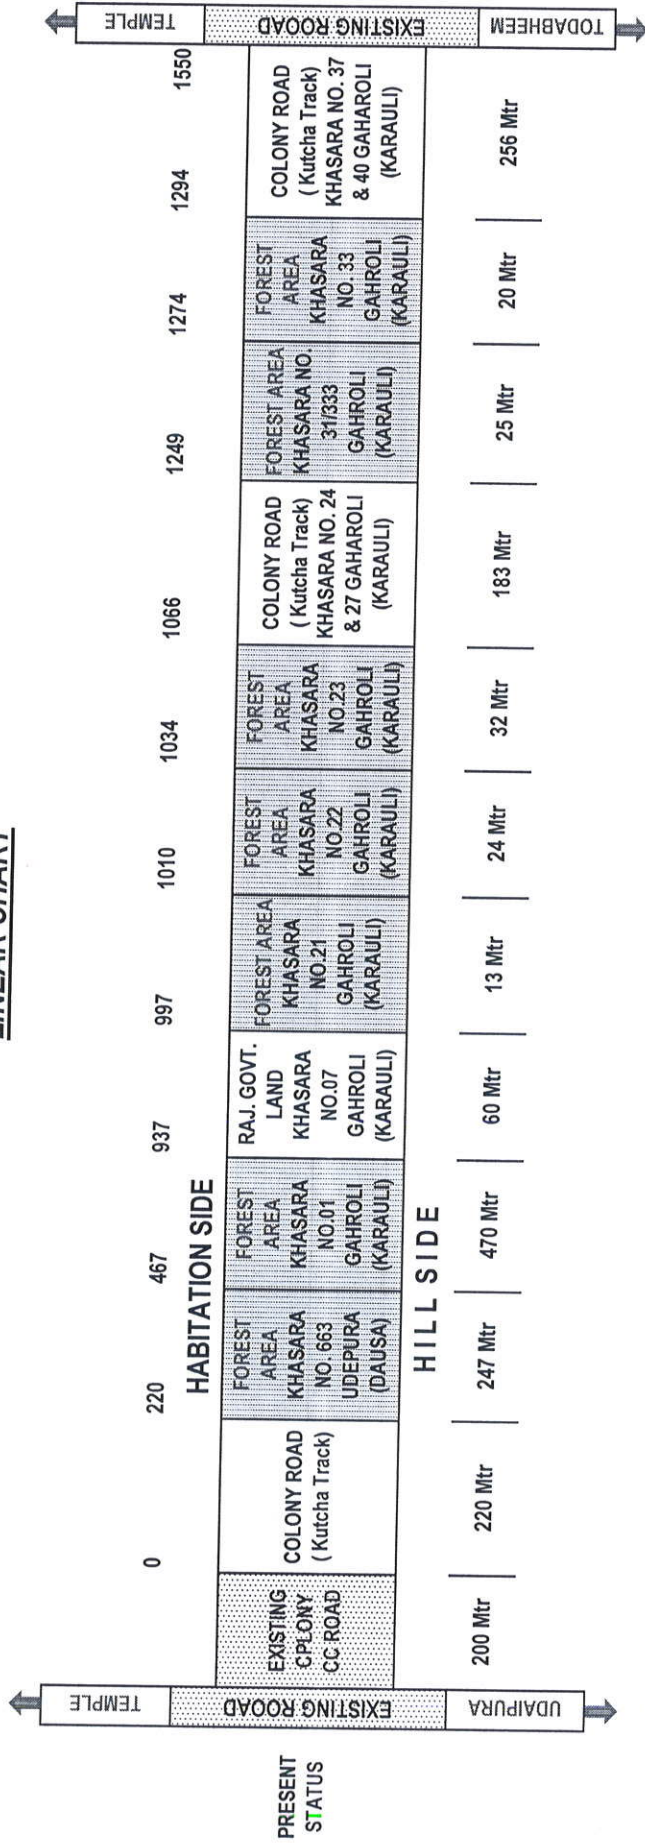 LINEAR CHART
0
220
467
937
997
1010
1034
1066
1249
1274
1294
1550
HABITATION SIDE
PRESENT
STATUS
TEMPLE
EXISTING ROOAD
UDAIPURA
EXISTING
CPLONY
CC ROAD
COLONY ROAD
( Kutcha Track)
FOREST
AREA
KHASARA
NO. 663
UDEPURA
(DAUSA)
FOREST
AREA
KHASARA
NO.01
GAHROLI
(KARAULI)
RAJ. GOVT.
LAND
KHASARA
NO.07
GAHROLI
(KARAULI)
FOREST AREA
KHASARA
NO.21
GAHROLI
(KARAULI)
FOREST
AREA
KHASARA
NO.22
GAHROLI
(KARAULI)
FOREST
AREA
KHASARA
NO.23
GAHROLI
(KARAULI)
COLONY ROAD
( Kutcha Track)
KHASARA NO. 24
& 27 GAHAROLI
(KARAULI)
FOREST AREA
KHASARA NO.
31/333
GAHROLI
(KARAULI)
FOREST
AREA
KHASARA
NO. 33
GAHROLI
(KARAULI)
COLONY ROAD
( Kutcha Track)
KHASARA NO. 37
& 40 GAHAROLI
(KARAULI)
TEMPLE
EXISTING ROOAD
TODABHEEM
HILL SIDE
200 Mtr
220 Mtr
247 Mtr
470 Mtr
60 Mtr
13 Mtr
24 Mtr
32 Mtr
183 Mtr
25 Mtr
20 Mtr
256 Mtr